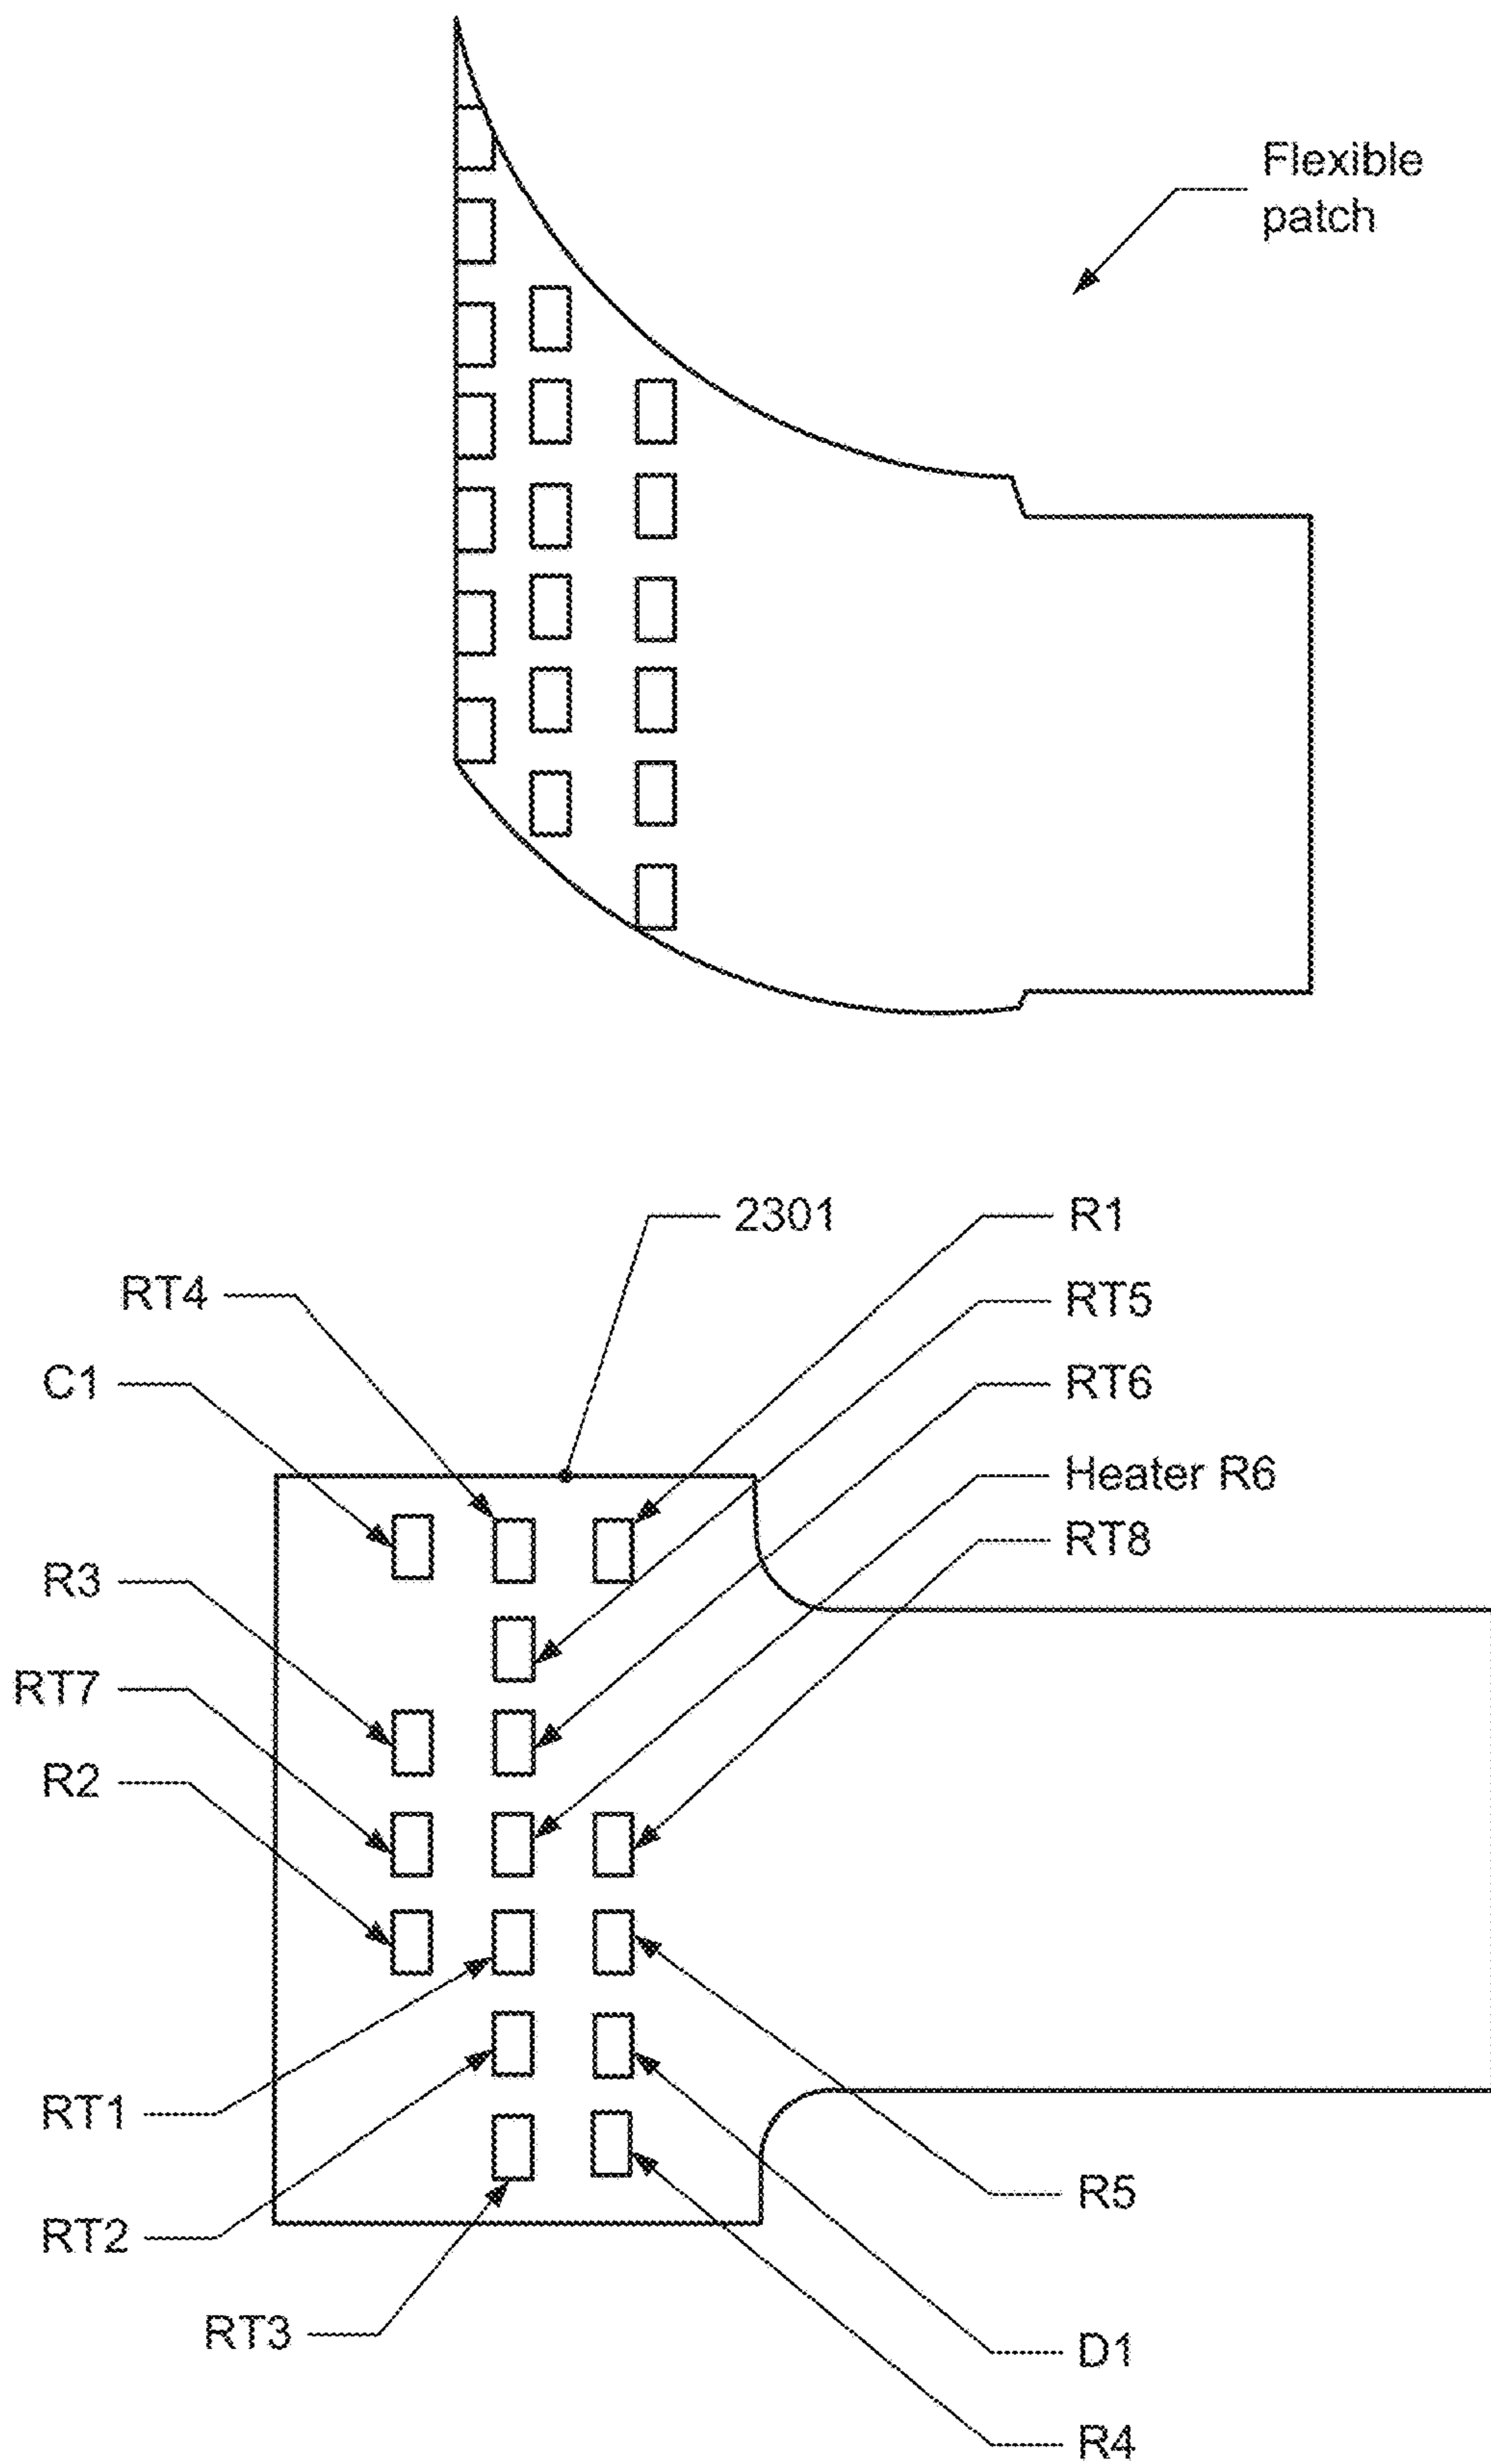 Flexible
patch
2301
R1
RT4
RT5
C1
RT6
Heater R6
RT8
R3
RT7
R2
RT1
R5
RT2
RT3
D1
R4